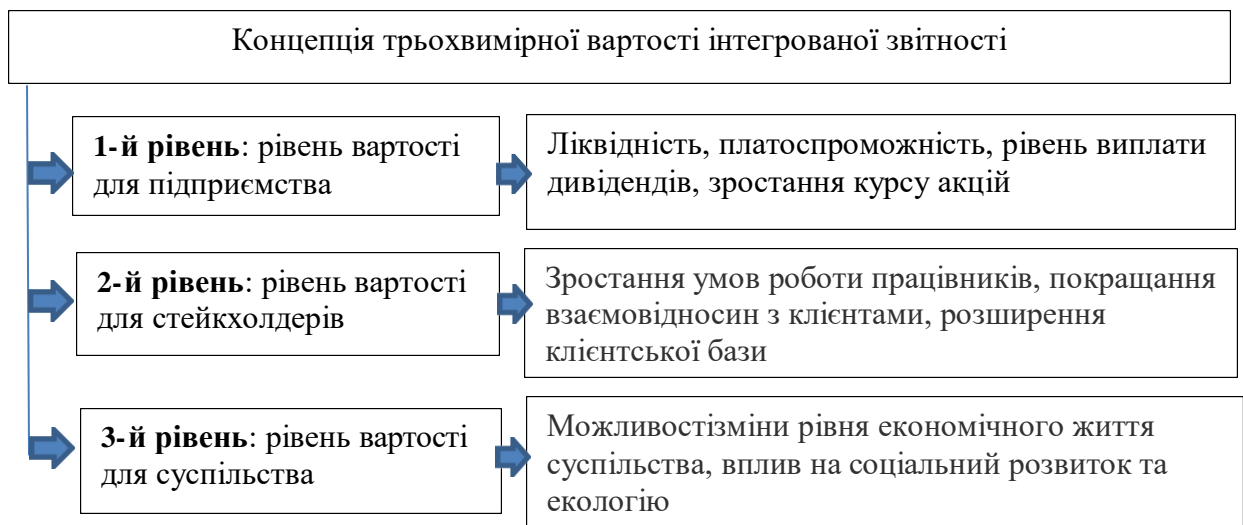 Концепція трьохвимірної вартості інтегрованої звітності
1-й рівень: рівень вартості
для підприємства
Ліквідність, платоспроможність, рівень виплати
дивідендів, зростання курсу акцій
2-й рівень: рівень вартості
для стейкхолдерів
Зростання умов роботи працівників, покращання
взаємовідносин з клієнтами, розширення
клієнтської бази
3-й рівень: рівень вартості
для суспільства
Можливостізміни рівня економічного життя
суспільства, вплив на соціальний розвиток та
екологію